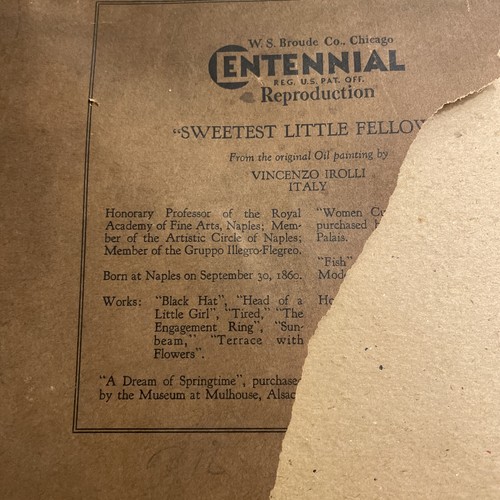 W. S. Broude Co., Chicago
CENTENNIAL
REG. U.S. PAT. OFF.
Reproduction
"SWEETEST LITTLE FELLOW
From the original Oil painting by
VINCENZO IROLLI
ITALY
Honorary Professor of the Royal
Academy of Fine Arts, Naples; Mem-
ber of the Artistic Circle of Naples;
Member of the Gruppo Illegro-Flegreo.
Born at Naples on September 30, 1860.
Works: "Black Hat", "Head of a
Little Girl", "Tired," "The
Engagement Ring", "Sun-
beam," "Terrace with
Flowers".
"A Dream of Springtime", purchase
by the Museum at Mulhouse, Alsac
"Women
purchased
Palais.
"Fish"